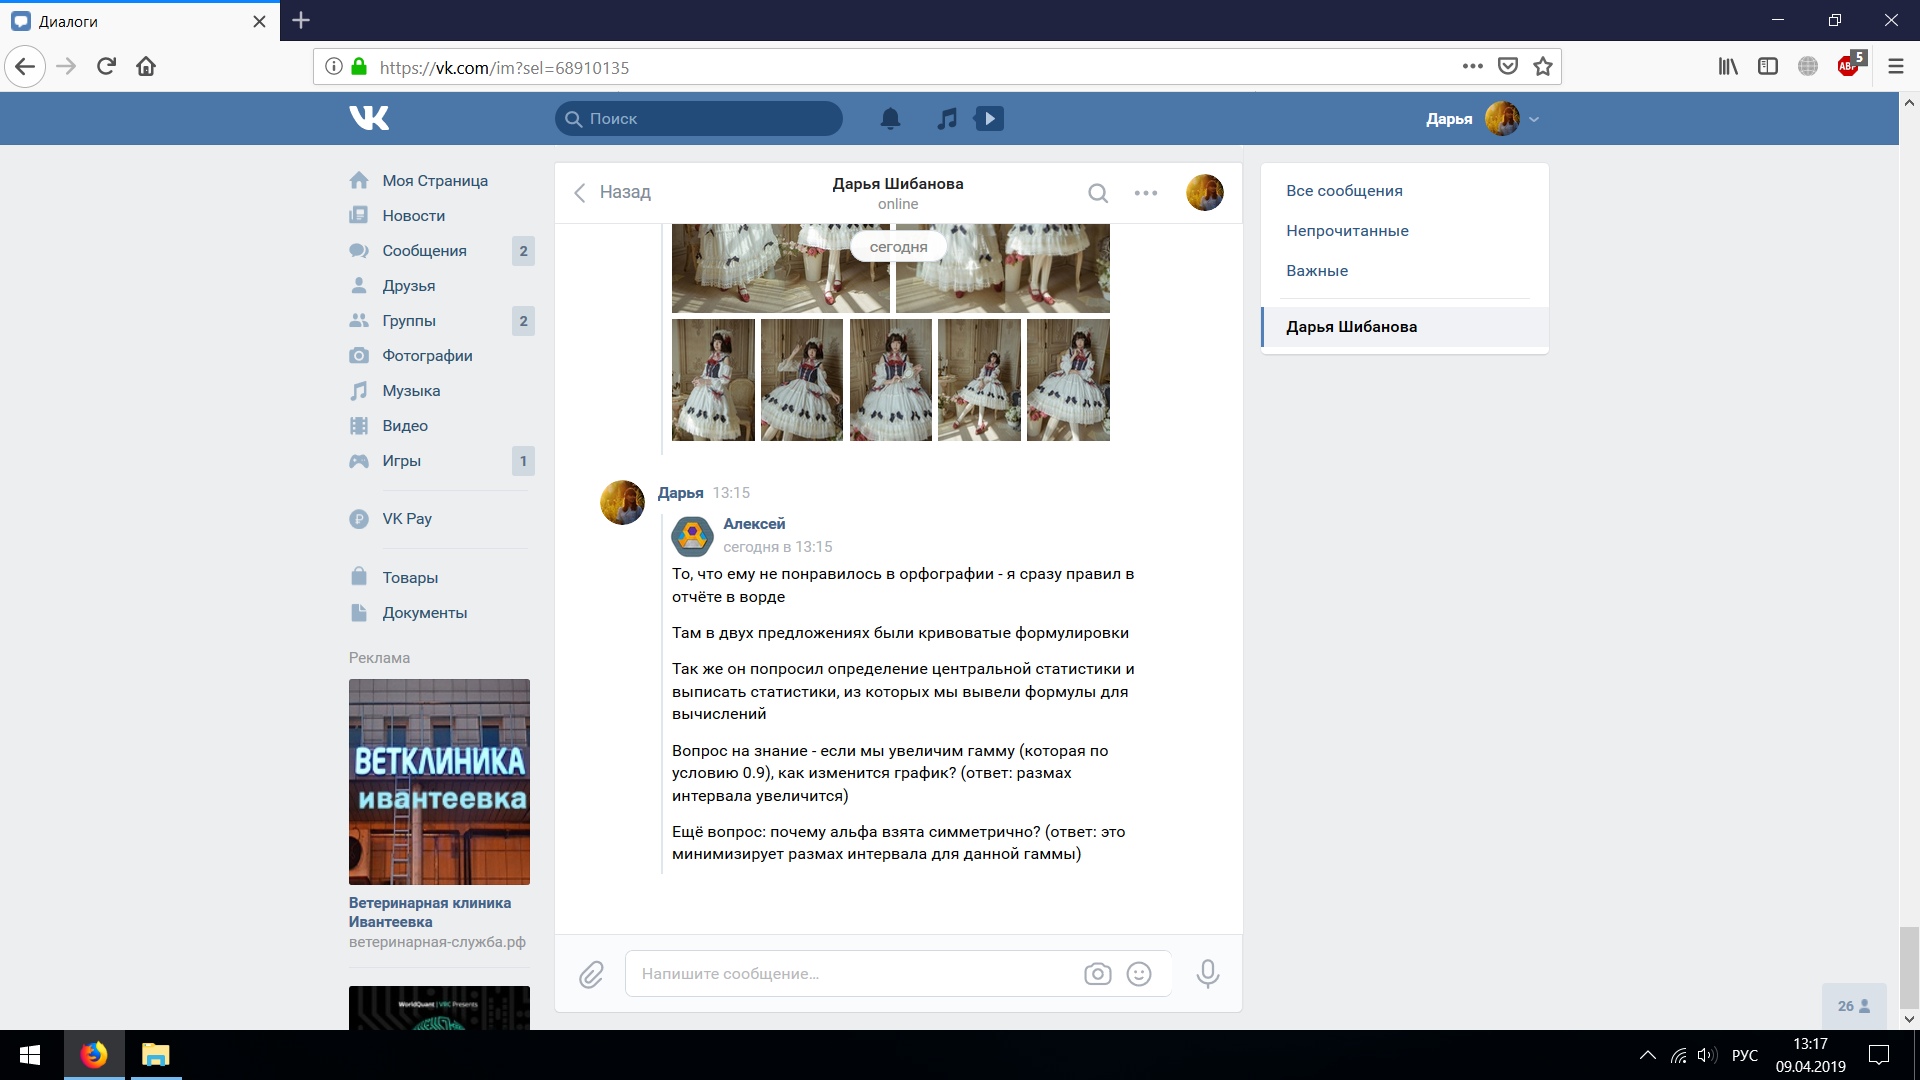 Диалоги
https://vk.com/im?sel=68910135
ABP
5
Поиск
Дарья
Моя Страница
Новости
Сообщения 2
Друзья
Группы 2
Фотографии
Музыка
Видео
Игры 1
VK Pay
Товары
Документы
Реклама
ВЕТКЛИНИКА
ивантеевка
Ветеринарная клиника
Ивантеевка
ветеринарная-служба.рф
WorldQuant | VRC Presents
Назад
Дарья Шибанова
online
сегодня
Дарья 13:15
Алексей
сегодня в 13:15
То, что ему не понравилось в орфографии - я сразу правил в
отчёте в ворде
Там в двух предложениях были кривоватые формулировки
Так же он попросил определение центральной статистики и
выписать статистики, из которых мы вывели формулы для
вычислений
Вопрос на знание - если мы увеличим гамму (которая по
условию 0.9), как изменится график? (ответ: размах
интервала увеличится)
Ещё вопрос: почему альфа взята симметрично? (ответ: это
минимизирует размах интервала для данной гаммы)
Напишите сообщение...
Все сообщения
Непрочитанные
Важные
Дарья Шибанова
26
РУС
13:17
09.04.2019